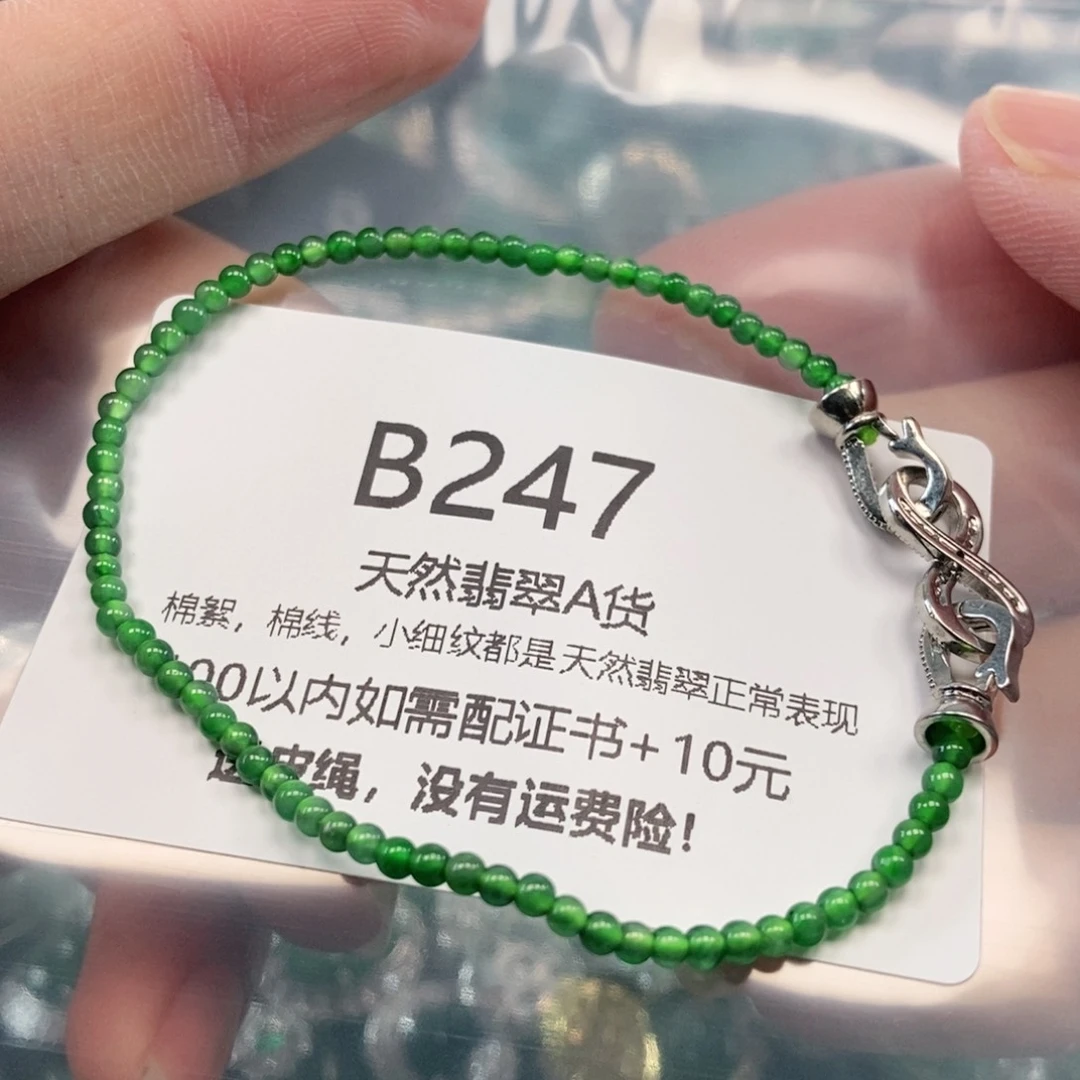 B247
天然翡翠A货
棉絮，棉线，小细纹都是天然翡翠正常表现
00以内如需配证书+10元
皮绳，没有运费险！